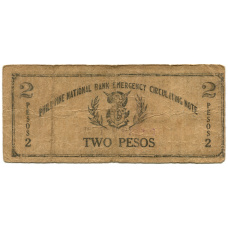 2 2
PHILIPPINE NATIONAL BANK EMERGENCY CIRCULATING NOTE
PESOS PESOS
2 TWO PESOS 2